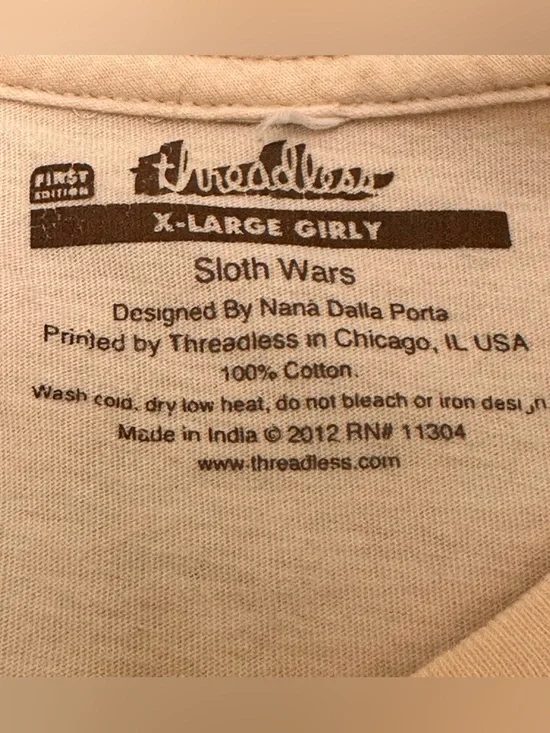 FIRST
EDITION
threadless
X-LARGE GIRLY
Sloth Wars
Designed By Nana Dalla Porta
Printed by Threadless in Chicago, IL USA
100% Cotton.
Wash cold, dry low heat, do not bleach or iron design
Made in India © 2012 RN# 11304
www.threadless.com